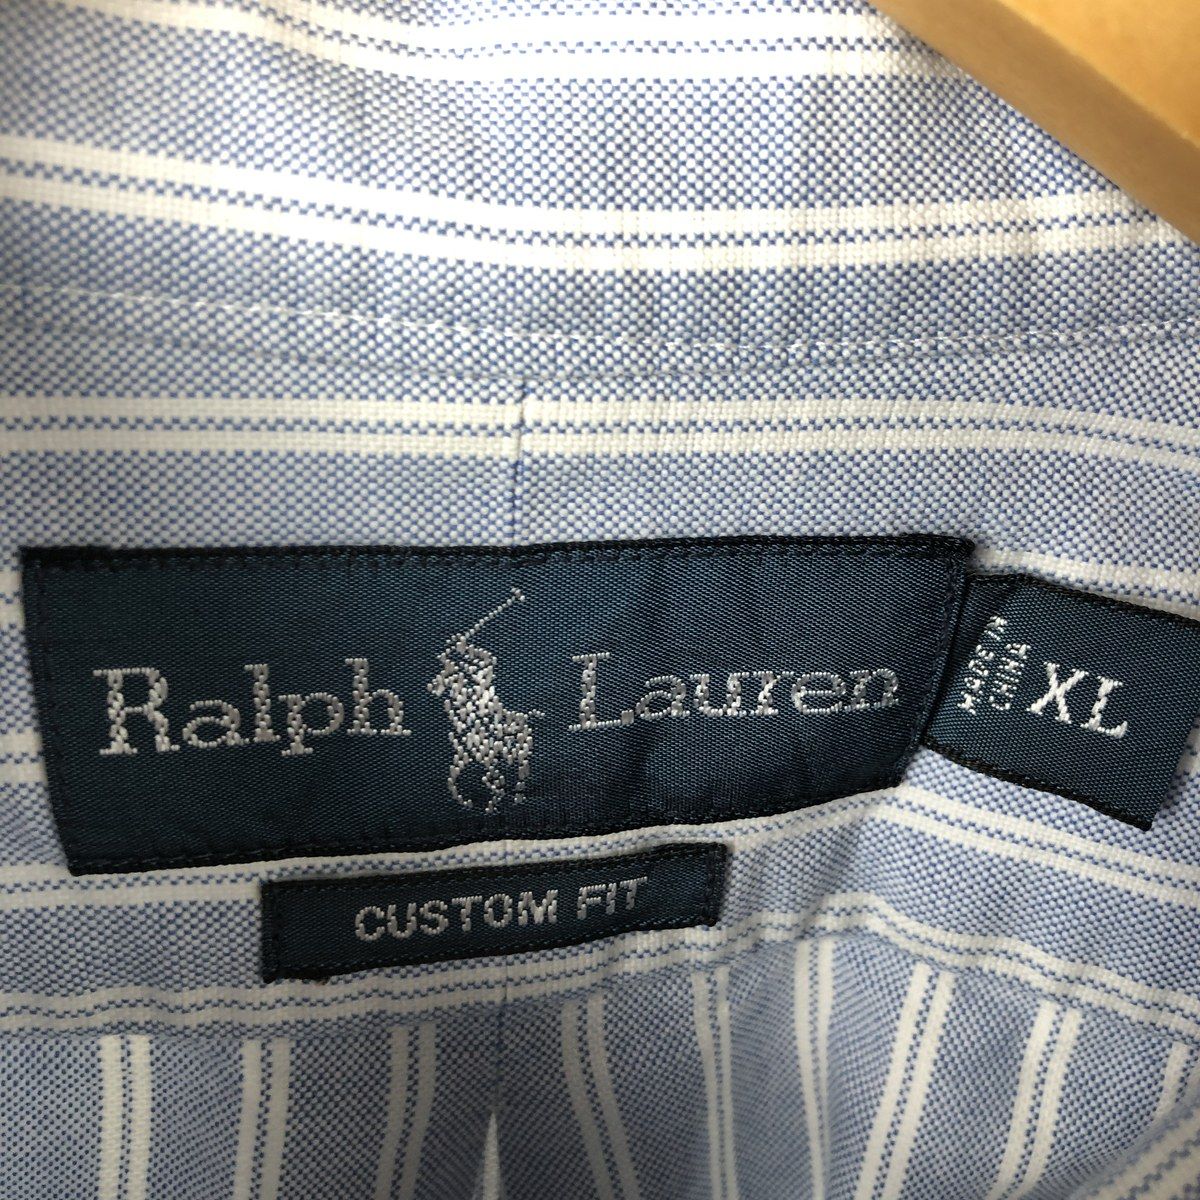 Ralph Lauren
MADE IN
CHINA
XL
CUSTOM FIT